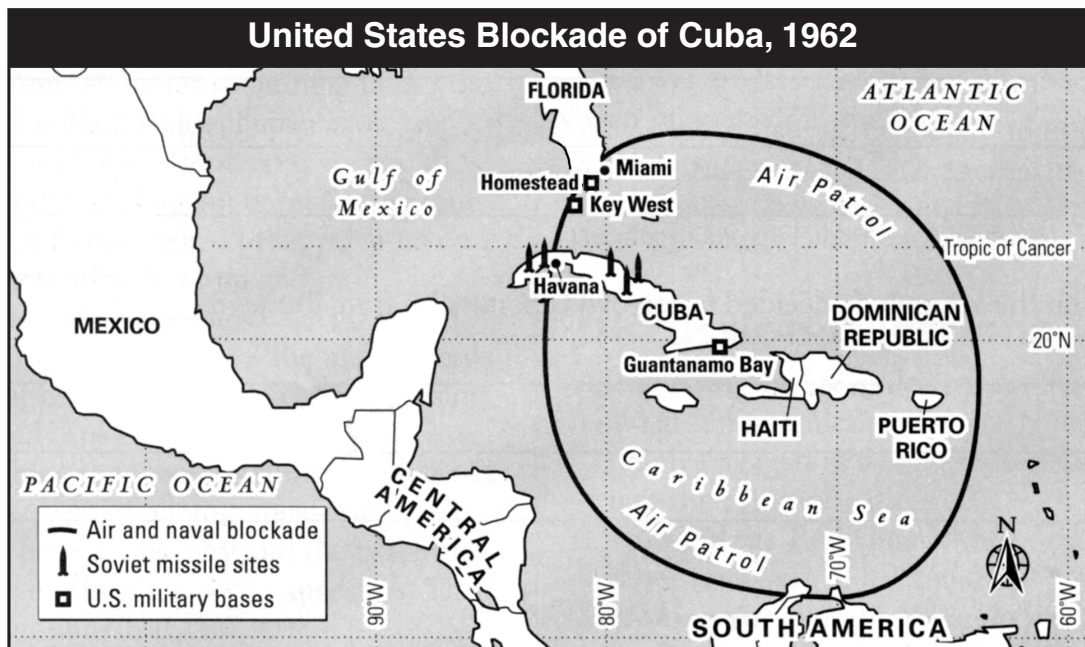 United States Blockade of Cuba, 1962
FLORIDA
ATLANTIC
OCEAN
Gulf of
Mexico
Miami
Homestead
Key West
Air Patrol
Tropic of Cancer
Havana
MEXICO
CUBA
DOMINICAN
REPUBLIC
20°N
Guantanamo Bay
HAITI
PUERTO
RICO
PACIFIC OCEAN
CENTRAL
AMERICA
Caribbean Sea
Air Patrol
N
Air and naval blockade
Soviet missile sites
U.S. military bases
90°W
80°W
70°W
60°W
SOUTH AMERICA